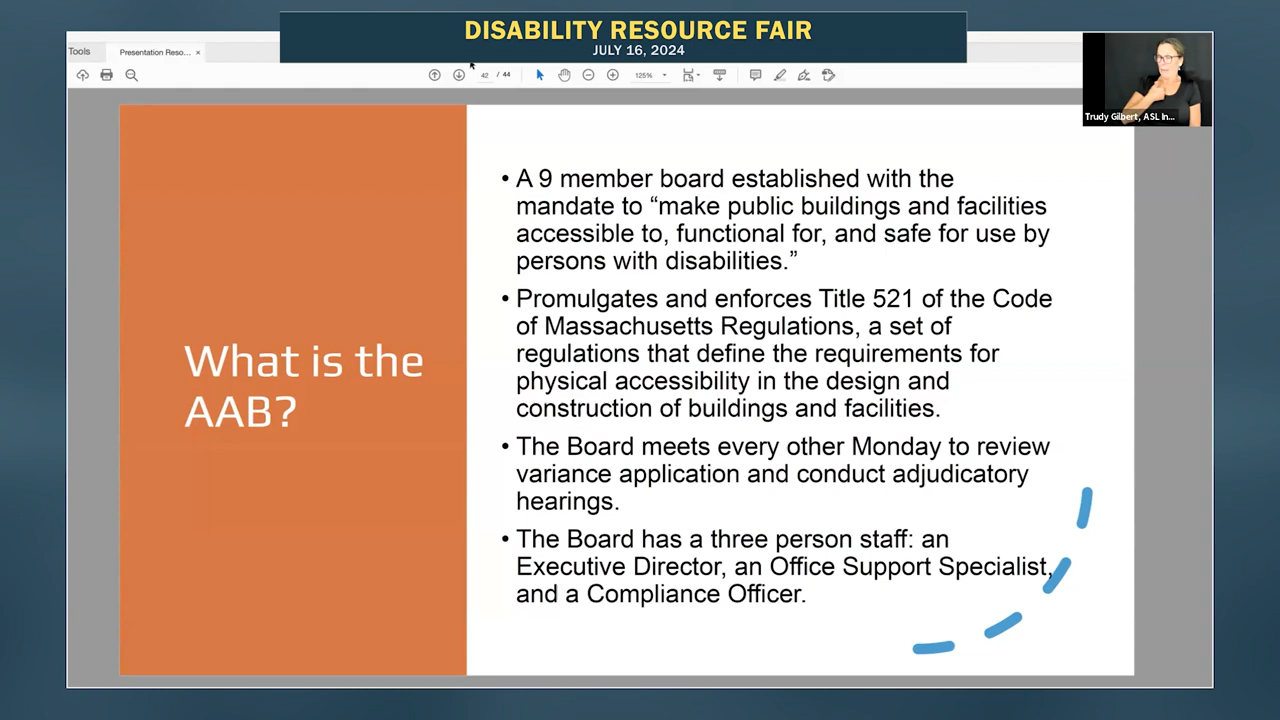 DISABILITY RESOURCE FAIR
JULY 16, 2024
Tools
Presentation Reso... ×
42 / 44
125%
Trudy Gilbert, ASL In...
What is the
AAB?
• A 9 member board established with the
mandate to “make public buildings and facilities
accessible to, functional for, and safe for use by
persons with disabilities.”
• Promulgates and enforces Title 521 of the Code
of Massachusetts Regulations, a set of
regulations that define the requirements for
physical accessibility in the design and
construction of buildings and facilities.
• The Board meets every other Monday to review
variance application and conduct adjudicatory
hearings.
• The Board has a three person staff: an
Executive Director, an Office Support Specialist,
and a Compliance Officer.